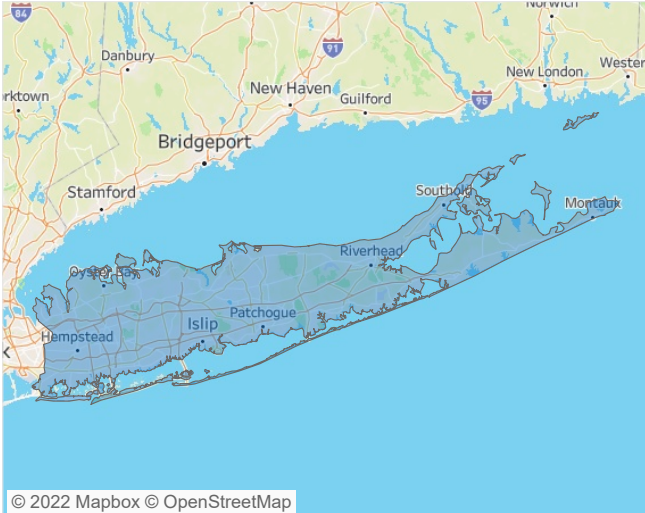 84
Norwich
Danbury
91
Wester
New London
New Haven
rktown
Guilford
95
Bridgeport
Stamford
Southold
Montauk
Riverhead
Oyster Bay
Patchogue
Islip
Hempstead
K
© 2022 Mapbox © OpenStreetMap